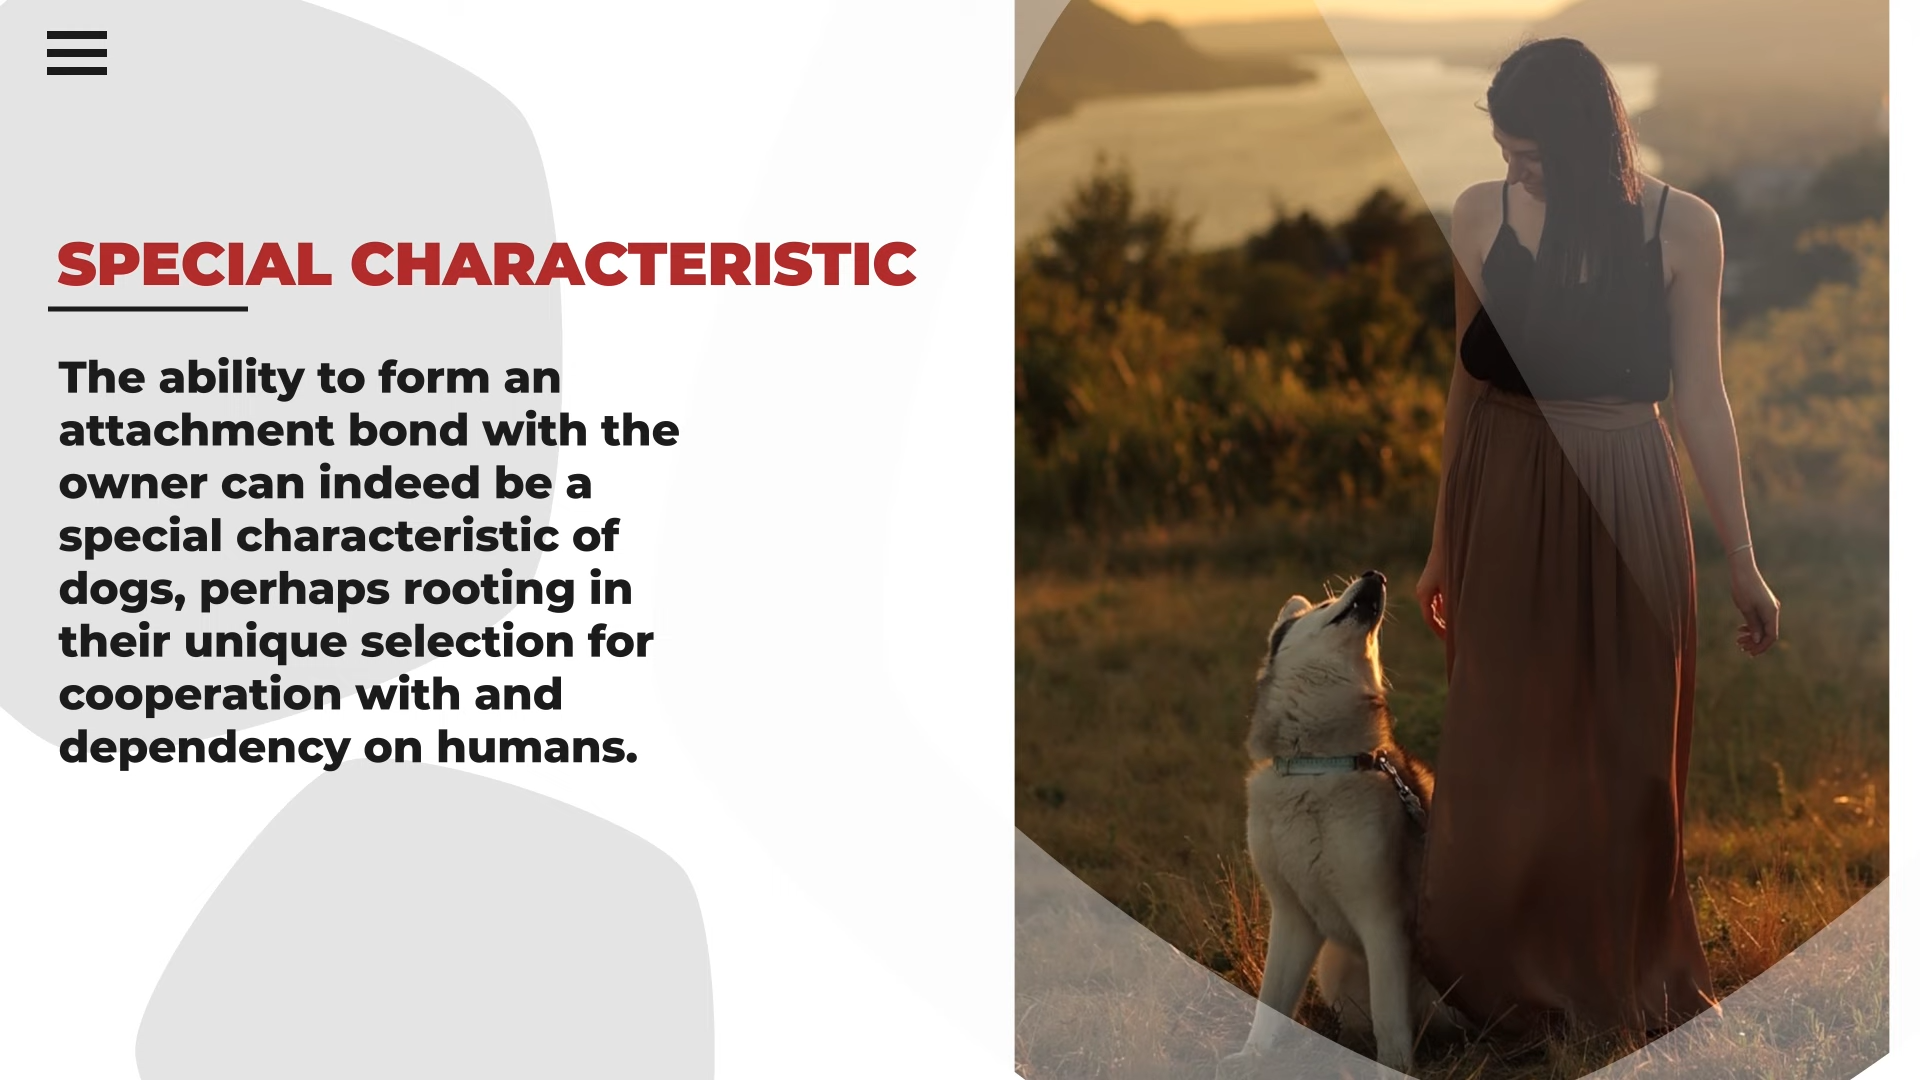 SPECIAL CHARACTERISTIC
The ability to form an
attachment bond with the
owner can indeed be a
special characteristic of
dogs, perhaps rooting in
their unique selection for
cooperation with and
dependency on humans.